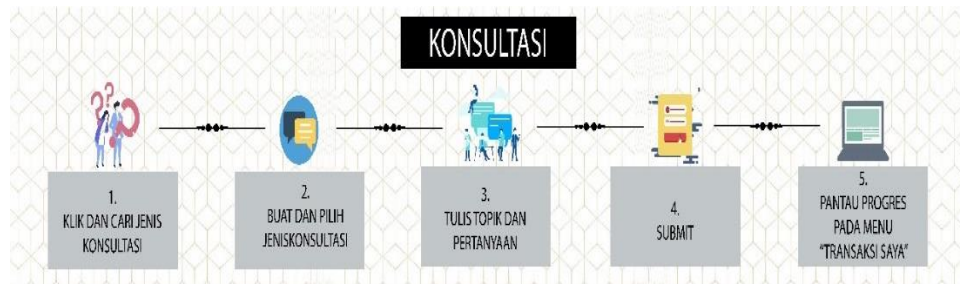 KONSULTASI
1.
KLIK DAN CARI JENIS
KONSULTASI
2.
BUAT DAN PILIH
JENISKONSULTASI
3.
TULIS TOPIK DAN
PERTANYAAN
4.
SUBMIT
5.
PANTAU PROGRES
PADA MENU
“TRANSAKSI SAYA”